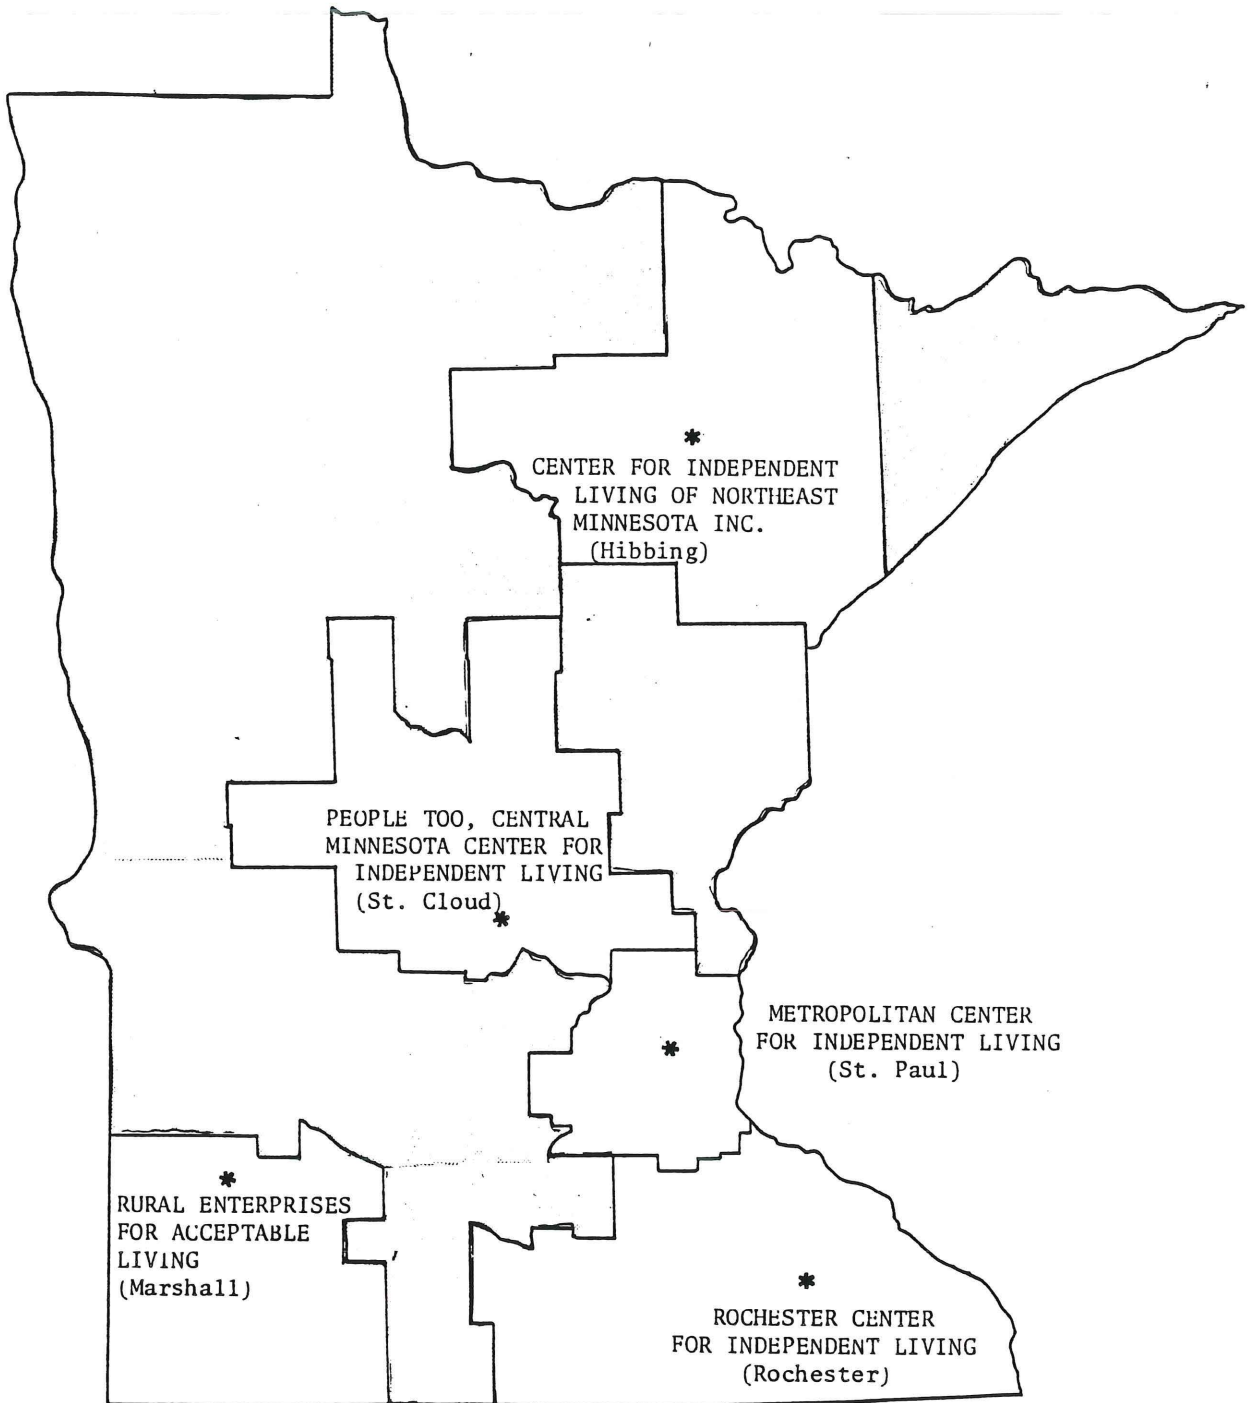 *
CENTER FOR INDEPENDENT
LIVING OF NORTHEAST
MINNESOTA INC.
(Hibbing)
PEOPLE TOO, CENTRAL
MINNESOTA CENTER FOR
INDEPENDENT LIVING
(St. Cloud)
*
METROPOLITAN CENTER
FOR INDEPENDENT LIVING
(St. Paul)
*
*
RURAL ENTERPRISES
FOR ACCEPTABLE
LIVING
(Marshall)
*
ROCHESTER CENTER
FOR INDEPENDENT LIVING
(Rochester)